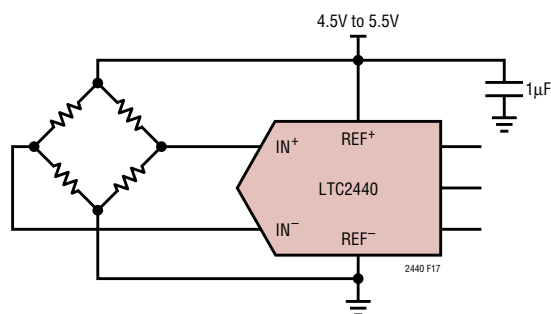 4.5V to 5.5V
1µF
IN⁺
REF⁺
LTC2440
IN⁻
REF⁻
2440 F17